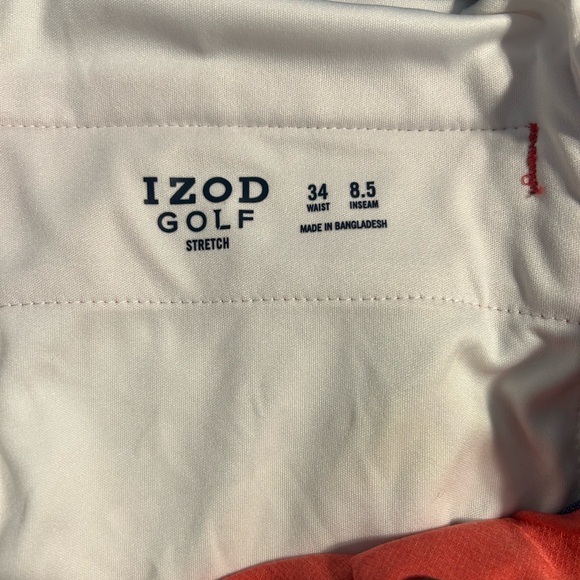 IZOD
GOLF
STRETCH
34 8.5
WAIST INSEAM
MADE IN BANGLADESH